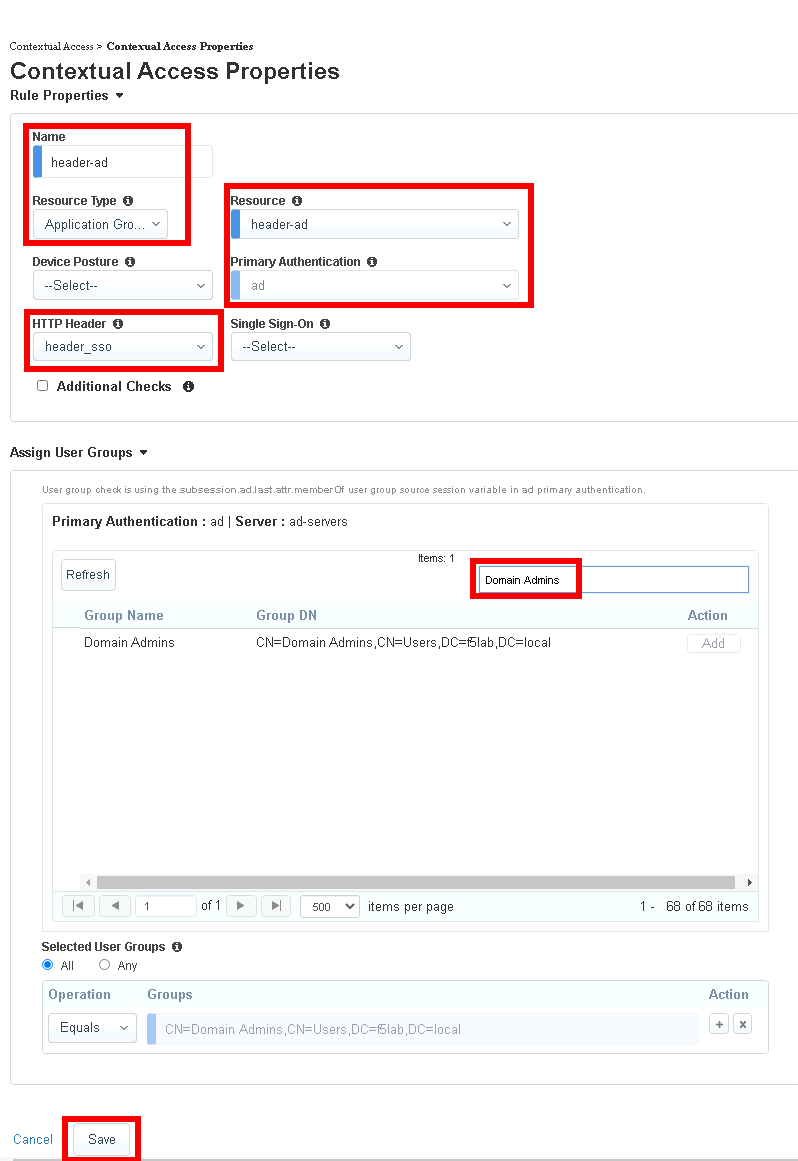 Contextual Access > Contexual Access Properties
Contextual Access Properties
Rule Properties
Name
header-ad
Resource Type Resource
Application Gro... header-ad
Device Posture Primary Authentication
--Select-- ad
HTTP Header Single Sign-On
header_sso --Select--
Additional Checks
Assign User Groups
User group check is using the subsession.ad.last.attr.memberOf user group source session variable in ad primary authentication.
Primary Authentication : ad | Server : ad-servers
Items: 1
Refresh Domain Admins
Group Name Group DN Action
Domain Admins CN=Domain Admins,CN=Users,DC=f5lab,DC=local Add
1 of 1 500 items per page 1 - 68 of 68 items
Selected User Groups
All Any
Operation Groups Action
Equals CN=Domain Admins,CN=Users,DC=f5lab,DC=local + x
Cancel Save